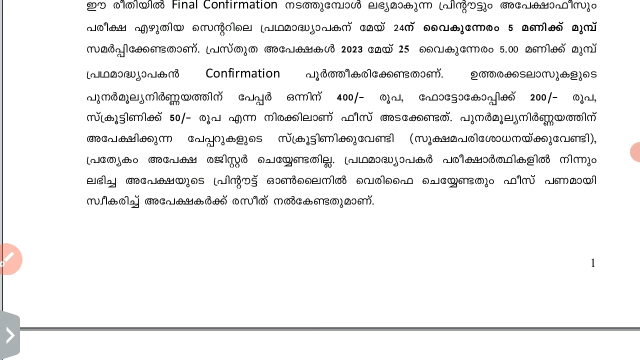 ഈ രീതിയിൽ Final Confirmation നടത്തുമ്പോൾ ലഭ്യമാകുന്ന പ്രിന്റൗട്ടും അപേക്ഷാഫീസും
പരീക്ഷ എഴുതിയ സെന്ററിലെ പ്രഥമാദ്ധ്യാപകന് മേയ് 24ന് വൈകുന്നേരം 5 മണിക്ക് മുമ്പ്
സമർപ്പിക്കേണ്ടതാണ്. പ്രസ്തുത അപേക്ഷകൾ 2023 മേയ് 25 വൈകുന്നേരം 5.00 മണിക്ക് മുമ്പ്
പ്രഥമാദ്ധ്യാപകൻ Confirmation പൂർത്തീകരിക്കേണ്ടതാണ്. ഉത്തരക്കടലാസുകളുടെ
പുനർമൂല്യനിർണ്ണയത്തിന് പേപ്പർ ഒന്നിന് 400/- രൂപ, ഫോട്ടോകോപ്പിക്ക് 200/- രൂപ,
സ്ക്രൂട്ടിണിക്ക് 50/- രൂപ എന്ന നിരക്കിലാണ് ഫീസ് അടക്കേണ്ടത്. പുനർമൂല്യനിർണ്ണയത്തിന്
അപേക്ഷിക്കുന്ന പേപ്പറുകളുടെ സ്ക്രൂട്ടിണിക്കുവേണ്ടി (സൂക്ഷമപരിശോധനയ്ക്കുവേണ്ടി),
പ്രത്യേകം അപേക്ഷ രജിസ്റ്റർ ചെയ്യേണ്ടതില്ല. പ്രഥമാദ്ധ്യാപകർ പരീക്ഷാർത്ഥികളിൽ നിന്നും
ലഭിച്ച അപേക്ഷയുടെ പ്രിന്റൗട്ട് ഓൺലൈനിൽ വെരിഫൈ ചെയ്യേണ്ടതും ഫീസ് പണമായി
സ്വീകരിച്ച് അപേക്ഷകർക്ക് രസീത് നൽകേണ്ടതുമാണ്.
1